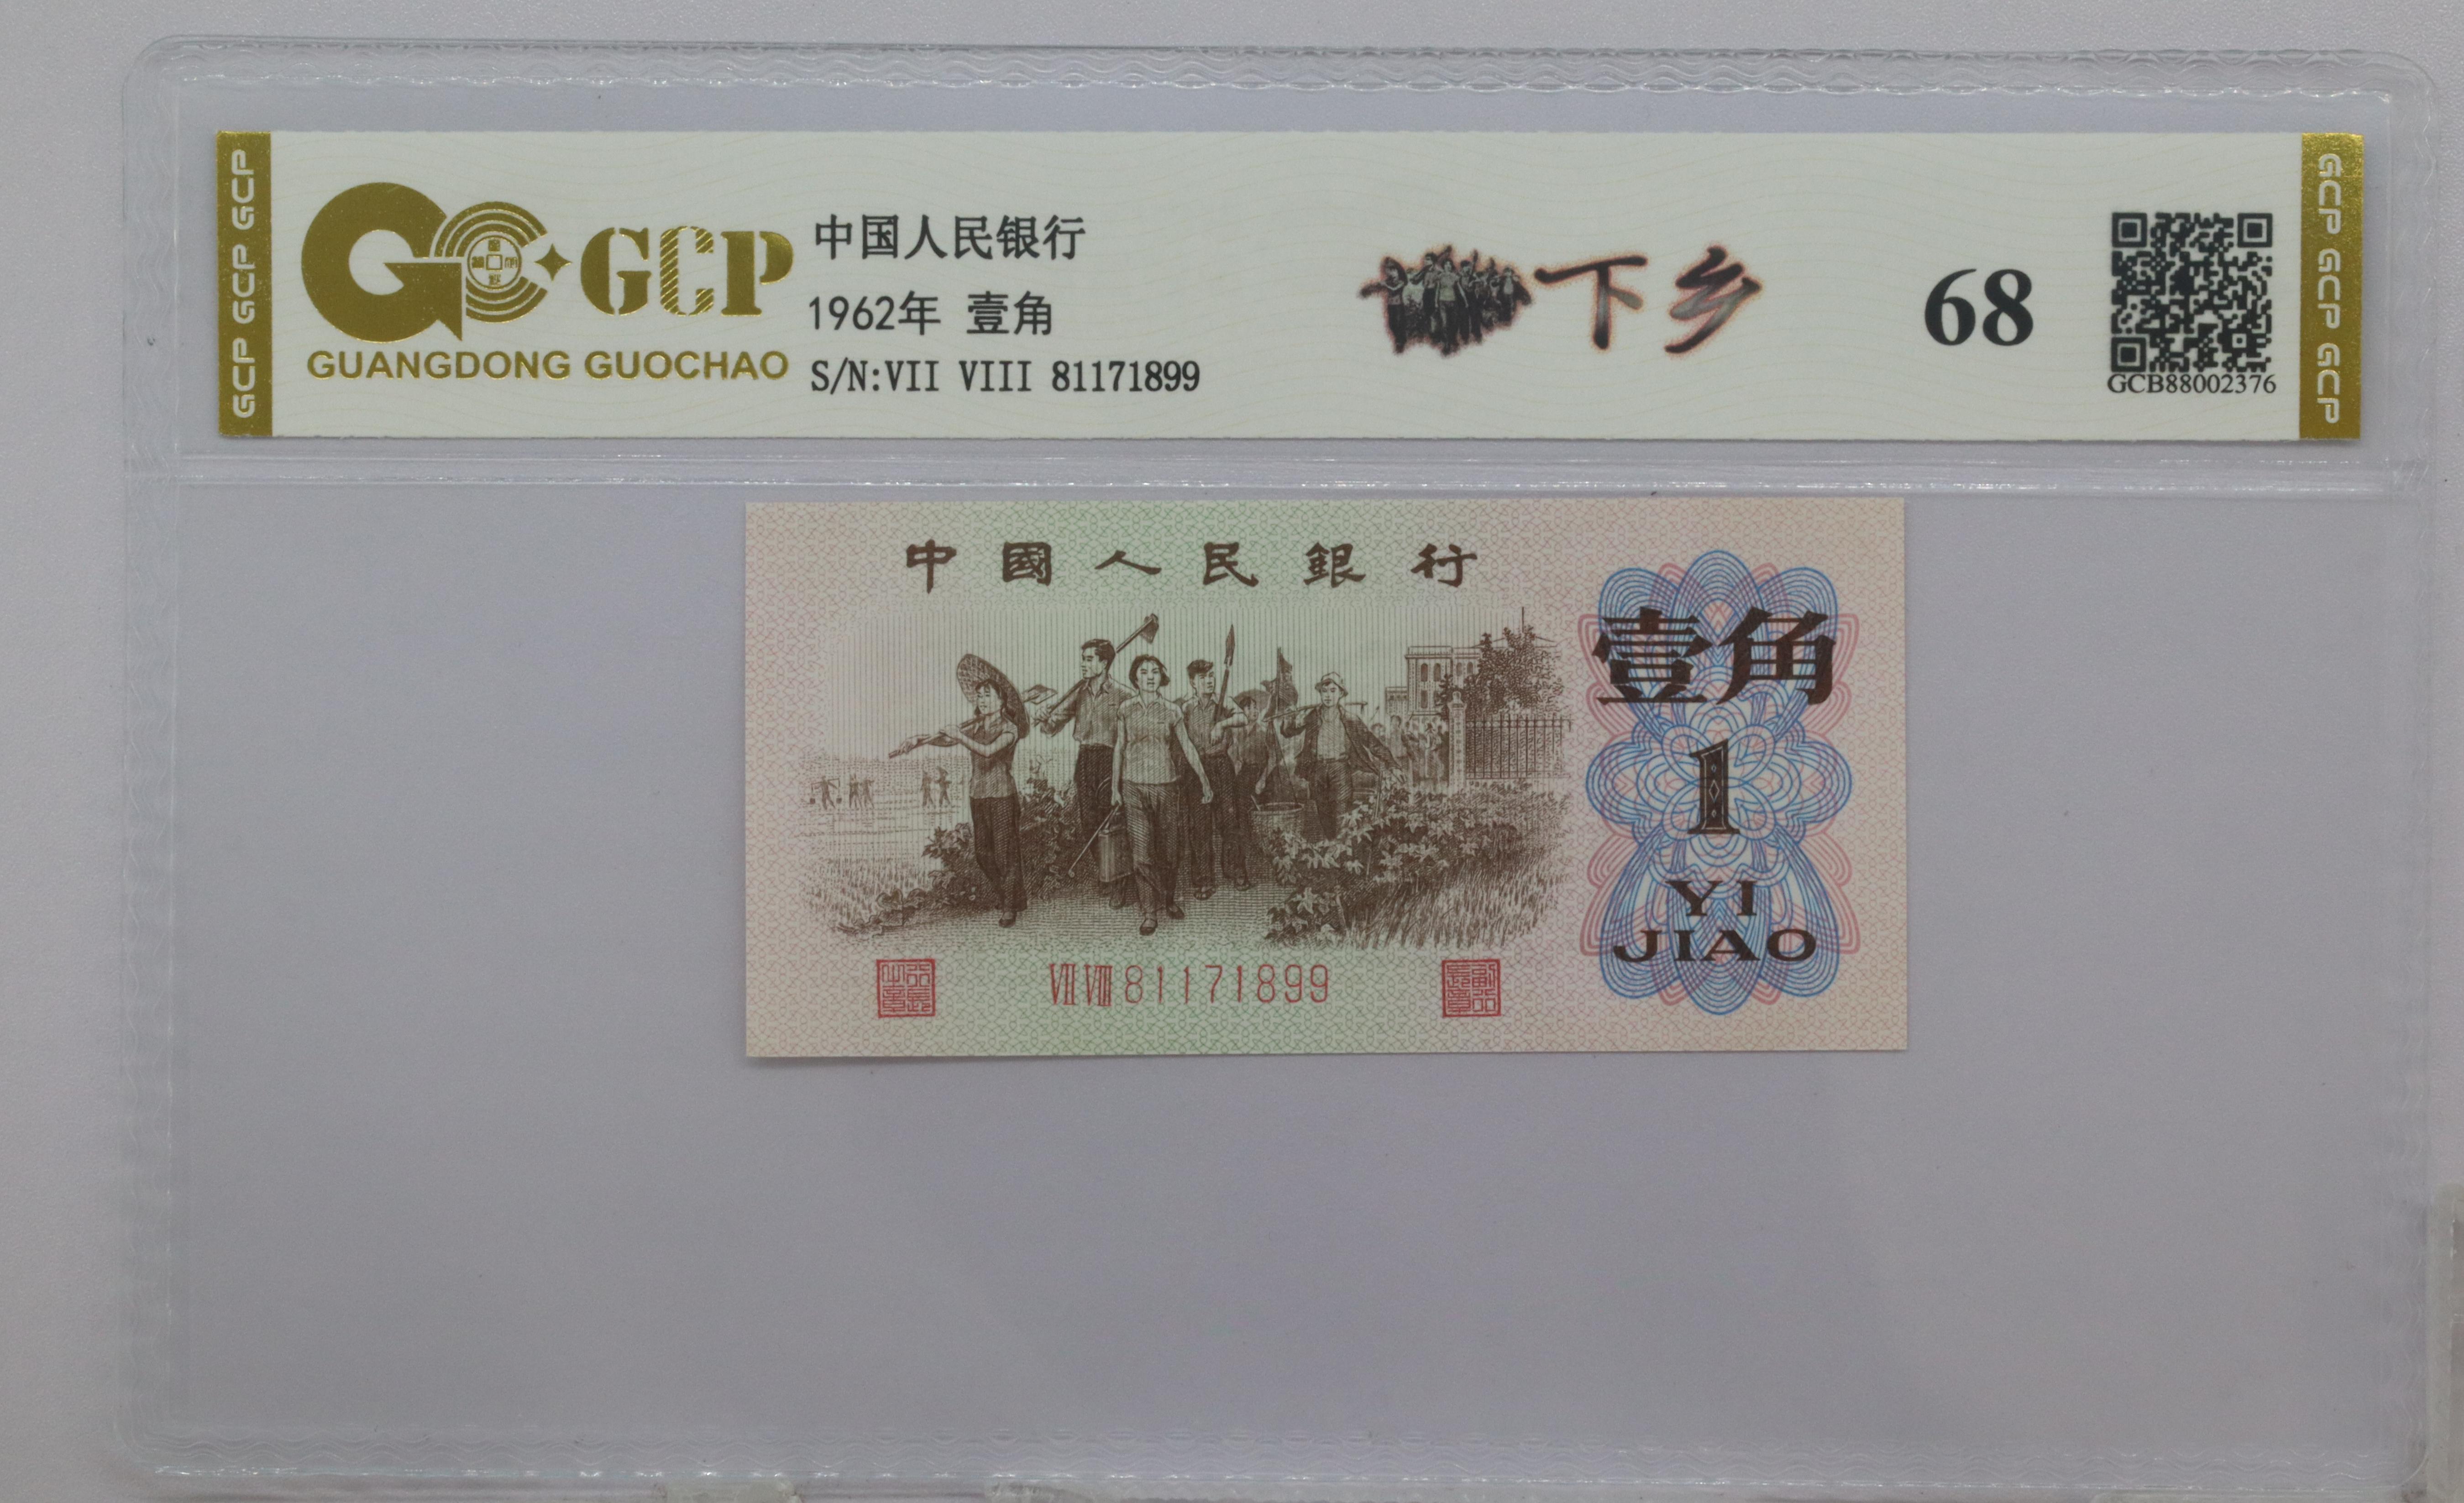 GCP GCP GCP
GCP
GUANGDONG GUOCHAO
中国人民银行
1962年 壹角
S/N:VII VIII 81171899
下乡
68
GCB88002376
GCP GCP GCP
中國人民銀行
壹角
1
YI
JIAO
VII VIII 81171899